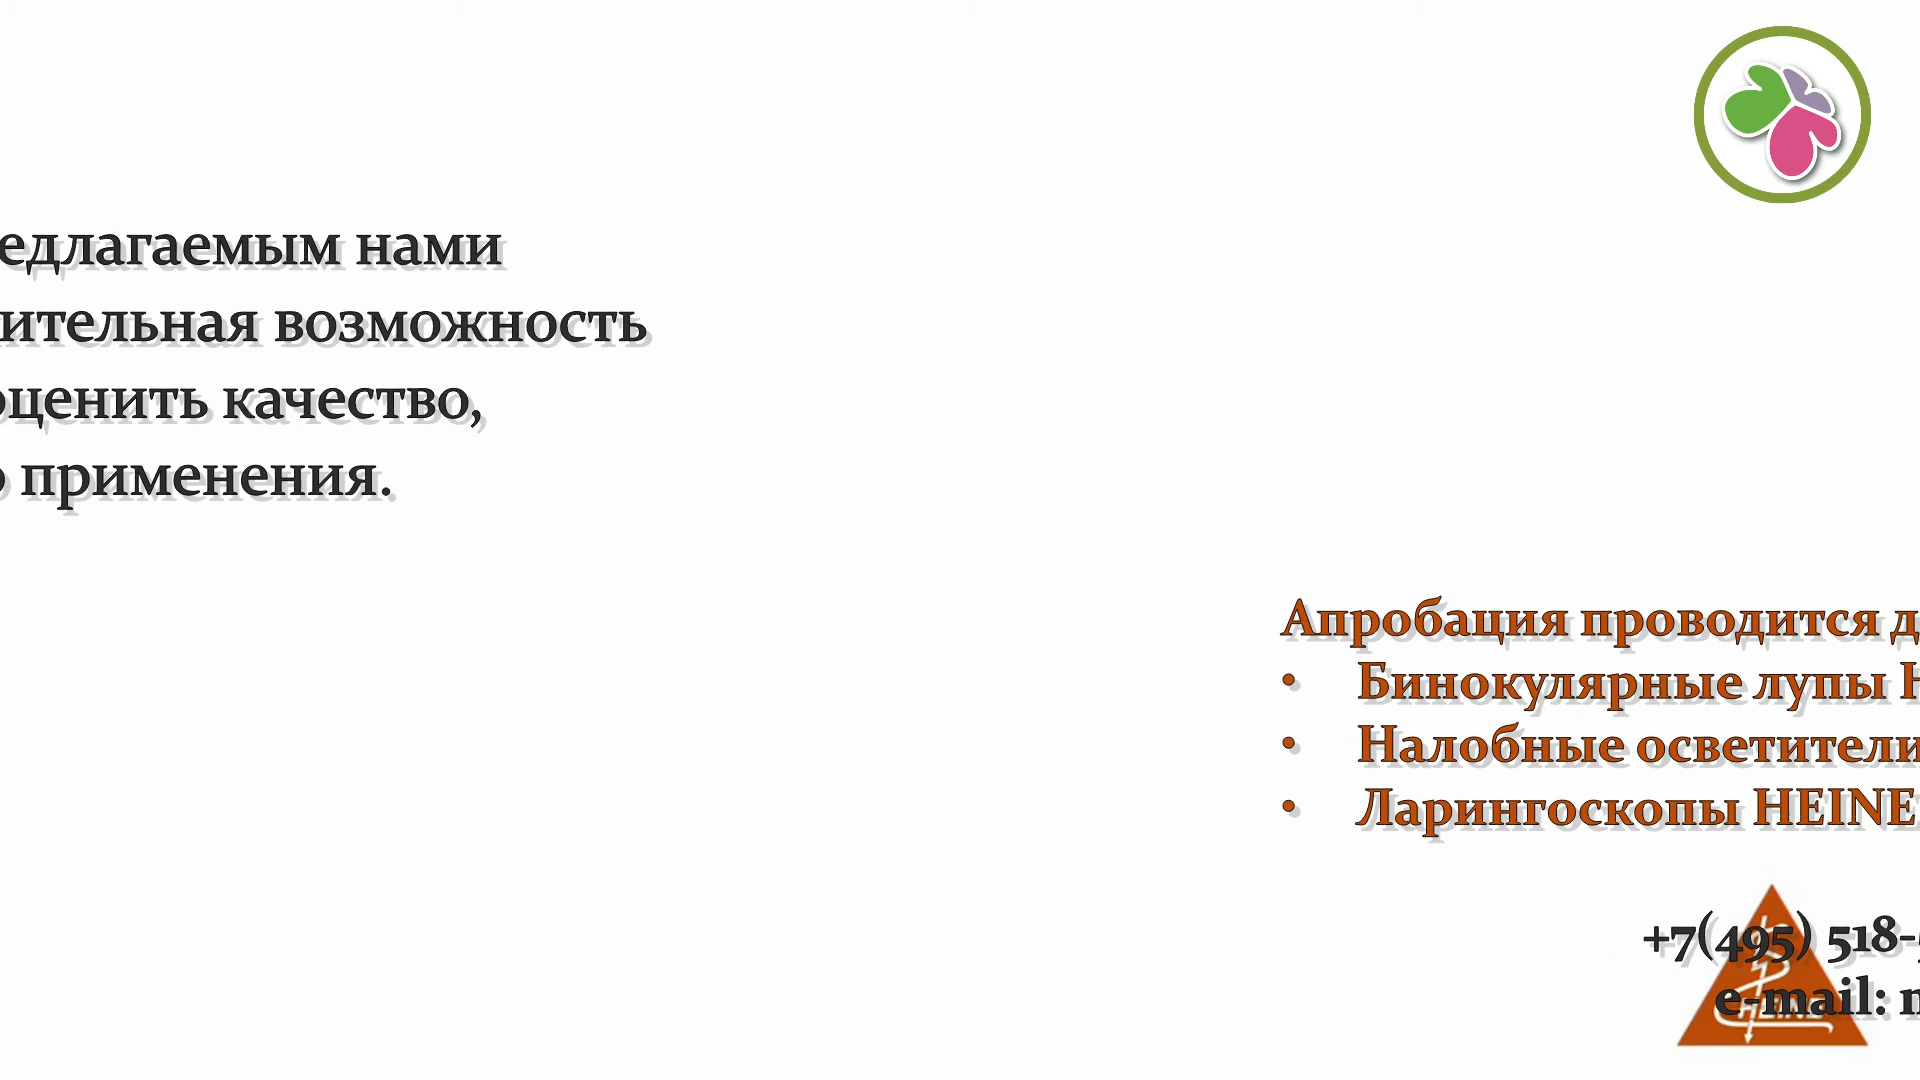 едлагаемым нами
ительная возможность
оценить качество,
применения.
Апробация проводится д
• Бинокулярные лупы H
• Налобные осветители
• Ларингоскопы HEINE
+7(495) 518-
e-mail:
HEINE